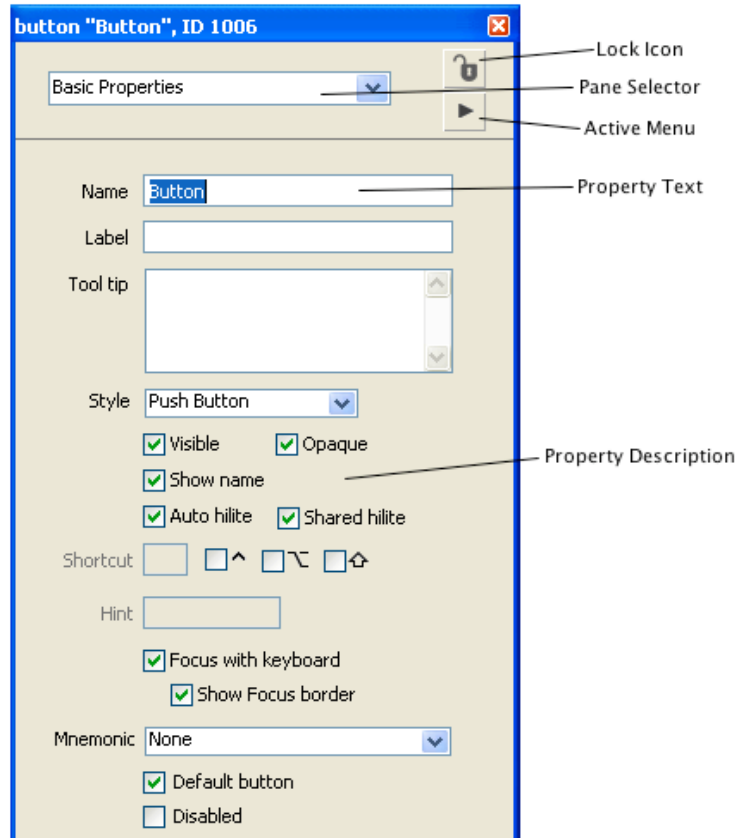 button "Button", ID 1006
Lock Icon
Basic Properties
Pane Selector
Active Menu
Name Button
Property Text
Label
Tool tip
Style Push Button
Visible Opaque
Property Description
Show name
Auto hilite Shared hilite
Shortcut ^ ⌥ ⇧
Hint
Focus with keyboard
Show Focus border
Mnemonic None
Default button
Disabled